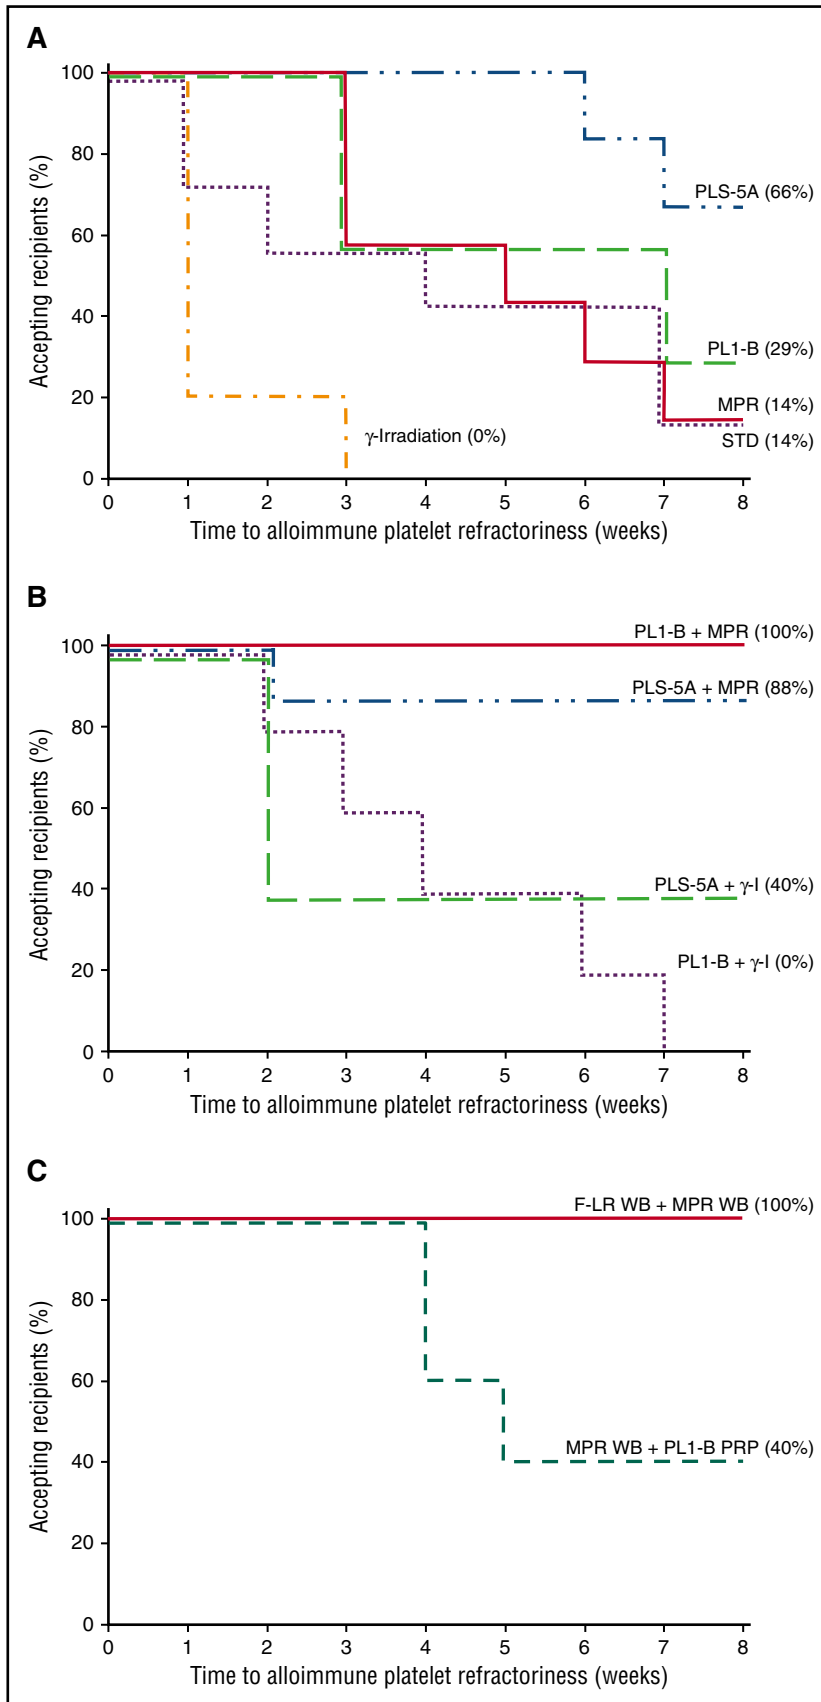 A
Accepting recipients (%)
100
80
60
40
20
0
PLS-5A (66%)
PL1-B (29%)
MPR (14%)
STD (14%)
γ-Irradiation (0%)
0 1 2 3 4 5 6 7 8
Time to alloimmune platelet refractoriness (weeks)
B
Accepting recipients (%)
100
80
60
40
20
0
PL1-B + MPR (100%)
PLS-5A + MPR (88%)
PLS-5A + γ-I (40%)
PL1-B + γ-I (0%)
0 1 2 3 4 5 6 7 8
Time to alloimmune platelet refractoriness (weeks)
C
Accepting recipients (%)
100
80
60
40
20
0
F-LR WB + MPR WB (100%)
MPR WB + PL1-B PRP (40%)
0 1 2 3 4 5 6 7 8
Time to alloimmune platelet refractoriness (weeks)